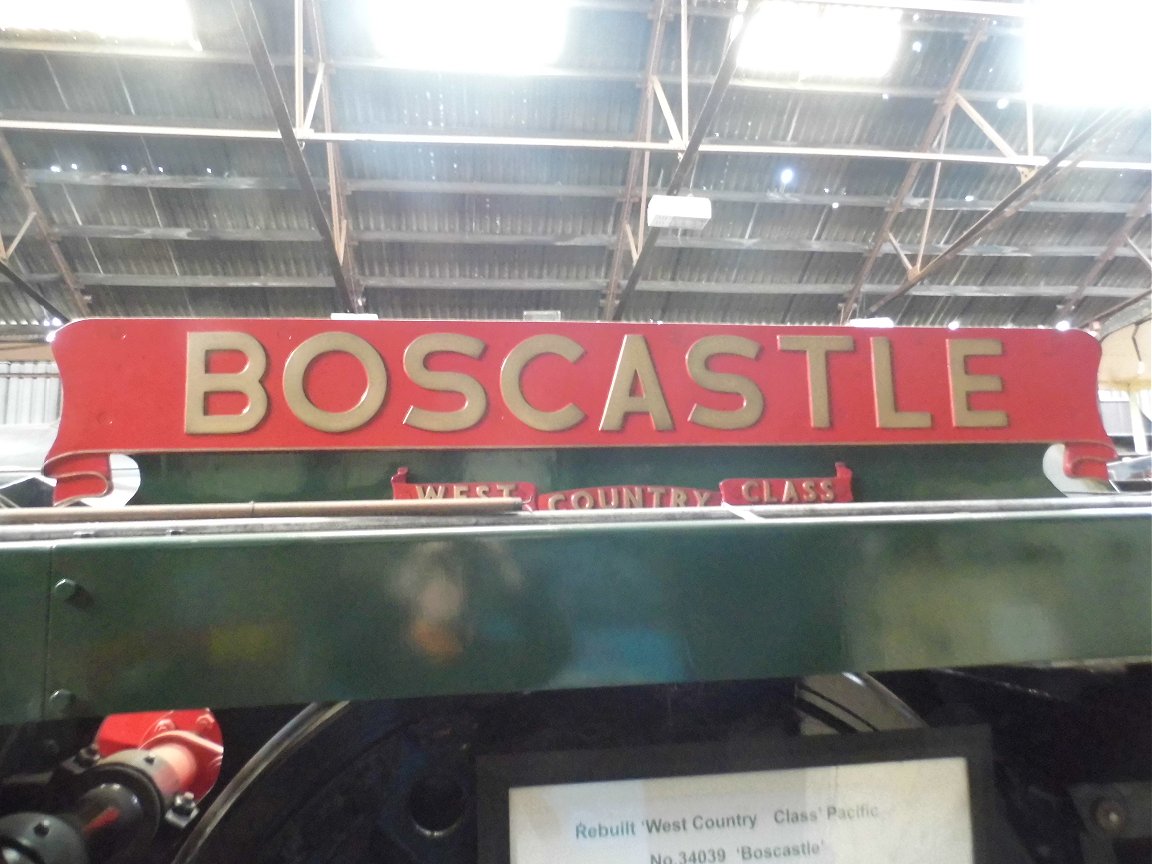 BOSCASTLE
WEST COUNTRY CLASS
Rebuilt 'West Country Class' Pacific
No.34039 'Boscastle'